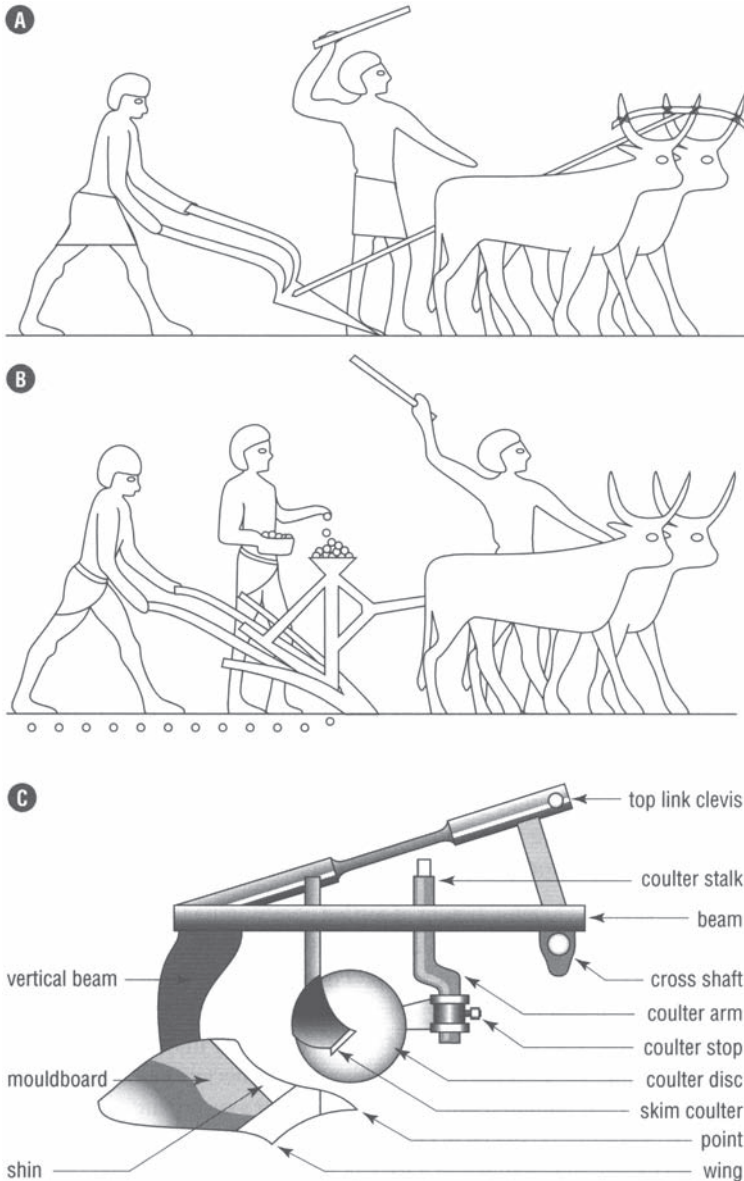 A
B
C
top link clevis
coulter stalk
beam
vertical beam
cross shaft
coulter arm
coulter stop
mouldboard
coulter disc
skim coulter
point
shin
wing